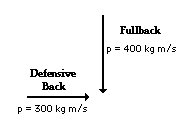 Fullback
p = 400 kg m/s
Defensive
Back
p = 300 kg m/s